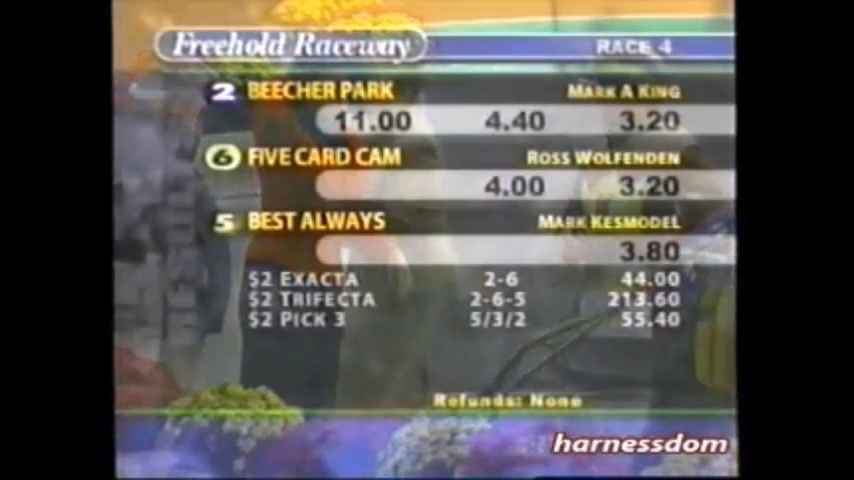 Freehold Raceway RACE 4
2 BEECHER PARK MARK A KING
11.00 4.40 3.20
6 FIVE CARD CAM ROSS WOLFENDEN
4.00 3.20
5 BEST ALWAYS MARK KESMODEL
3.80
$2 EXACTA 2-6 44.00
$2 TRIFECTA 2-6-5 213.60
$2 PICK 3 5/3/2 55.40
Refunds: None
harnessdom